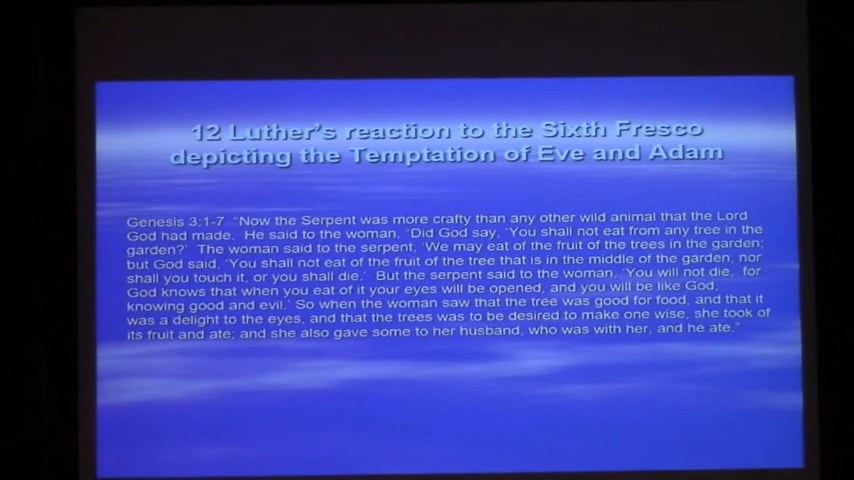 12 Luther's reaction to the Sixth Fresco
depicting the Temptation of Eve and Adam
Genesis 3:1-7 "Now the Serpent was more crafty than any other wild animal that the Lord
God had made.  He said to the woman, "Did God say, 'You shall not eat from any tree in the
garden?'  The woman said to the serpent, 'We may eat of the fruit of the trees in the garden;
but God said, 'You shall not eat of the fruit of the tree that is in the middle of the garden, nor
shall you touch it, or you shall die.'  But the serpent said to the woman, 'You will not die, for
God knows that when you eat of it your eyes will be opened, and you will be like God,
knowing good and evil.' So when the woman saw that the tree was good for food, and that it
was a delight to the eyes, and that the trees was to be desired to make one wise, she took of
its fruit and ate; and she also gave some to her husband, who was with her, and he ate."